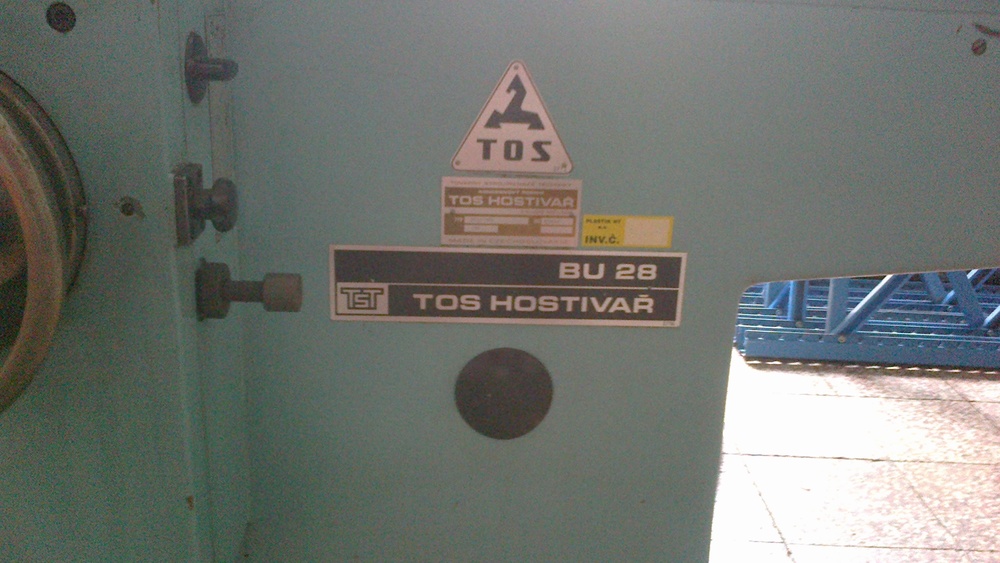 TOS
TOS HOSTIVAŘ
INV.Č.
BU 28
TST
TOS HOSTIVAŘ